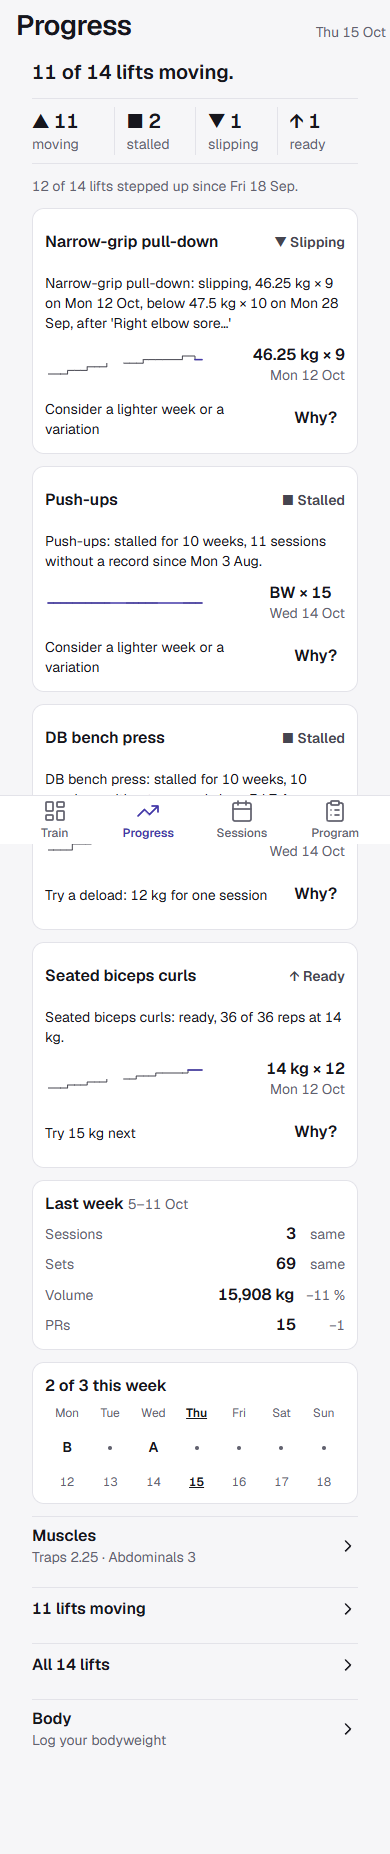 Progress
Thu 15 Oct
11 of 14 lifts moving.
▲ 11
moving
■ 2
stalled
▼ 1
slipping
↑ 1
ready
12 of 14 lifts stepped up since Fri 18 Sep.
Narrow-grip pull-down
▼ Slipping
Narrow-grip pull-down: slipping, 46.25 kg × 9
on Mon 12 Oct, below 47.5 kg × 10 on Mon 28
Sep, after 'Right elbow sore…'
46.25 kg × 9
Mon 12 Oct
Consider a lighter week or a
variation
Why?
Push-ups
■ Stalled
Push-ups: stalled for 10 weeks, 11 sessions
without a record since Mon 3 Aug.
BW × 15
Wed 14 Oct
Consider a lighter week or a
variation
Why?
DB bench press
■ Stalled
DB bench press: stalled for 10 weeks, 10
Train
Progress
Sessions
Program
Wed 14 Oct
Try a deload: 12 kg for one session
Why?
Seated biceps curls
↑ Ready
Seated biceps curls: ready, 36 of 36 reps at 14
kg.
14 kg × 12
Mon 12 Oct
Try 15 kg next
Why?
Last week 5–11 Oct
Sessions 3 same
Sets 69 same
Volume 15,908 kg −11 %
PRs 15 −1
2 of 3 this week
Mon Tue Wed Thu Fri Sat Sun
B • A • • • •
12 13 14 15 16 17 18
Muscles
Traps 2.25 · Abdominals 3
11 lifts moving
All 14 lifts
Body
Log your bodyweight